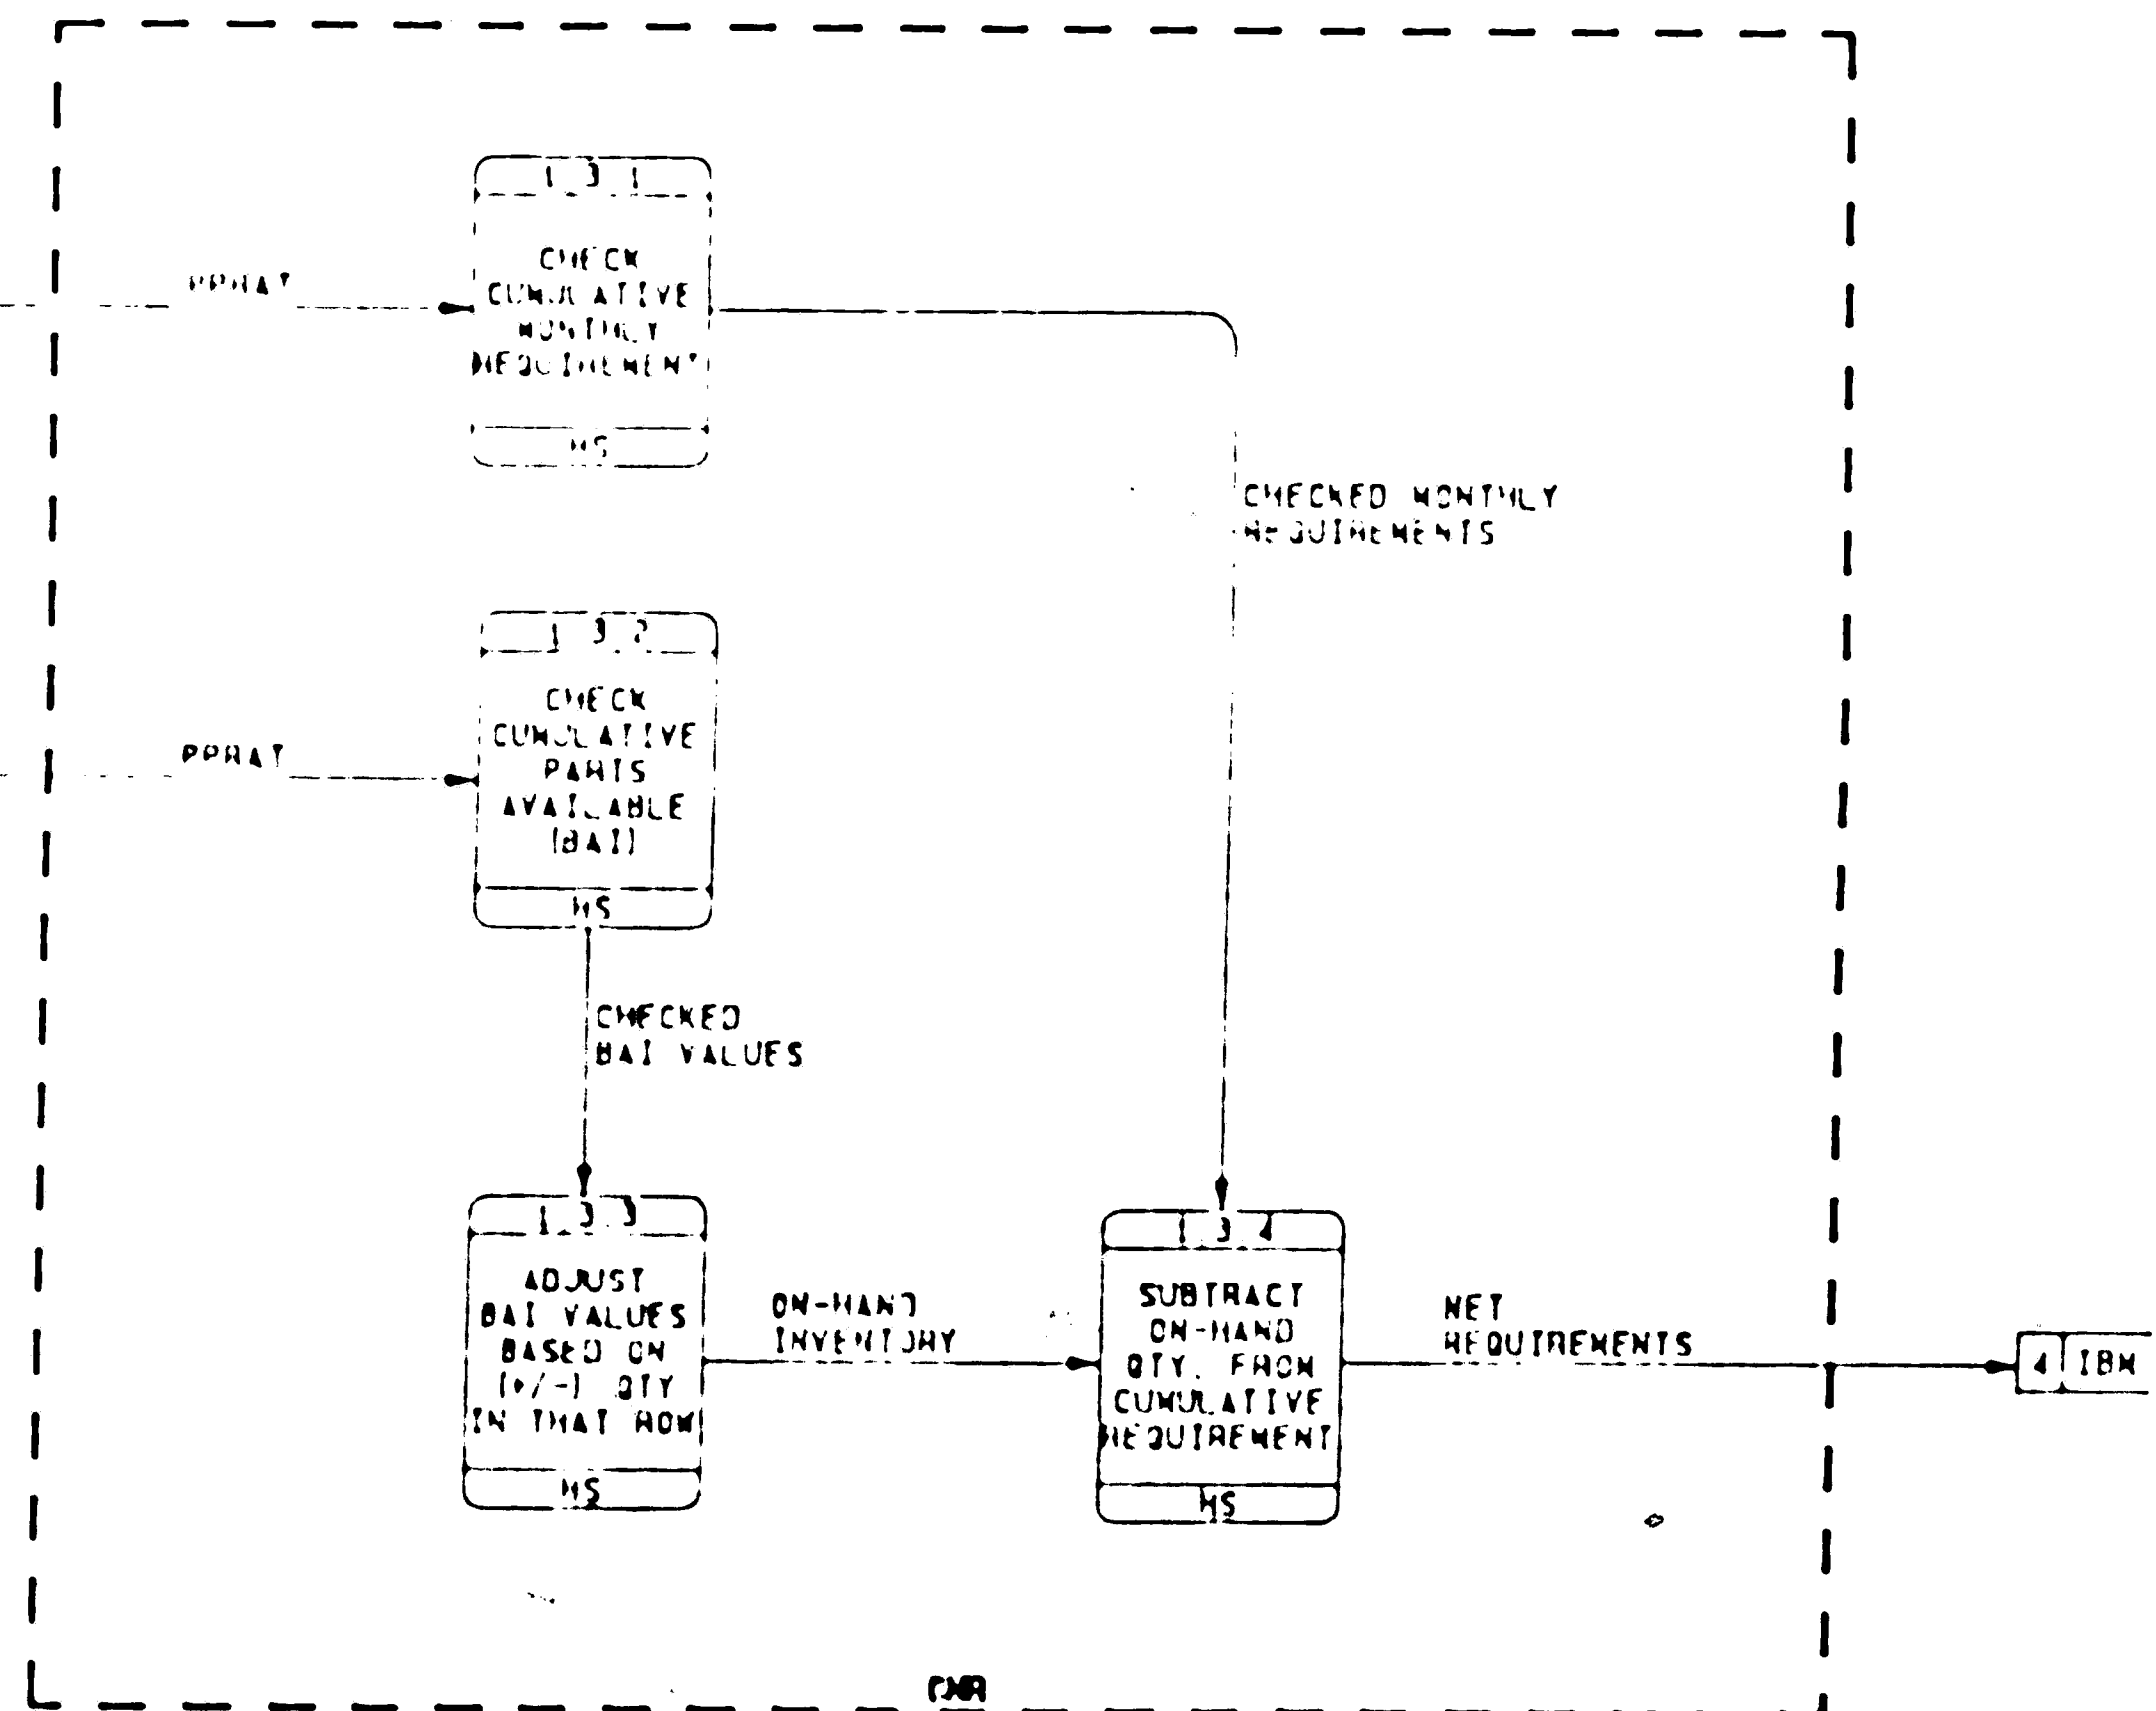 1 3 1
CHECK
CUMULATIVE
MONTHLY
REQUIREMENT
MS
PPRAT
CHECKED MONTHLY
REQUIREMENTS
1 3 2
CHECK
CUMULATIVE
PARTS
AVAILABLE
(BAI)
MS
PPRAT
CHECKED
BAI VALUES
1 3 3
ADJUST
BAI VALUES
BASED ON
(+/-) QTY
IN THAT ROW
MS
ON-HAND
INVENTORY
1 3 4
SUBTRACT
ON-HAND
QTY. FROM
CUMULATIVE
REQUIREMENT
MS
NET
REQUIREMENTS
4 IBM